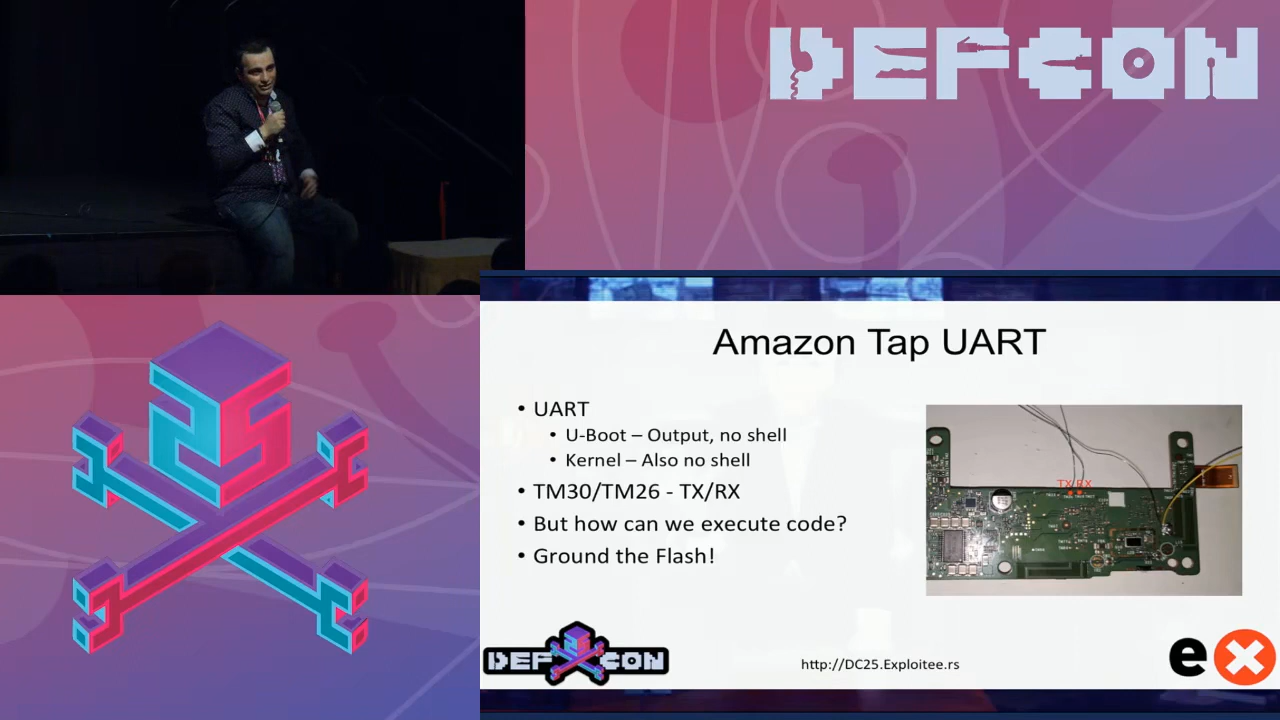 DEFCON
Amazon Tap UART
• UART
• U-Boot – Output, no shell
• Kernel – Also no shell
• TM30/TM26 - TX/RX
• But how can we execute code?
• Ground the Flash!
TX RX
25
DEF CON
http://DC25.Exploitee.rs
e